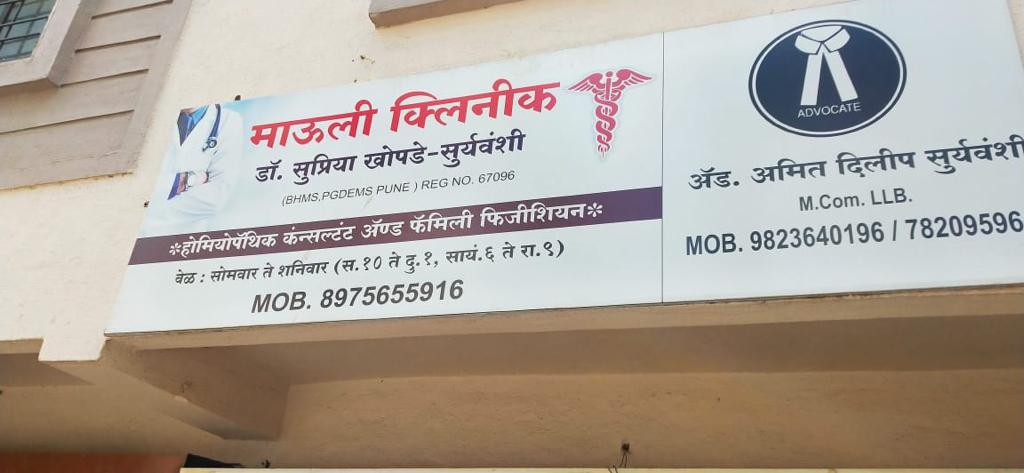 माऊली क्लिनीक
डॉ. सुप्रिया खोपडे-सुर्यवंशी
(BHMS,PGDEMS PUNE ) REG NO. 67096
❊होमियोपॅथिक कंन्सल्टंट ॲण्ड फॅमिली फिजीशियन❊
वेळ : सोमवार ते शनिवार (स.१० ते दु.१, सायं.६ ते रा.९)
MOB. 8975655916
ADVOCATE
ॲड. अमित दिलीप सुर्यवंशी
M.Com. LLB.
MOB. 9823640196 / 78209596